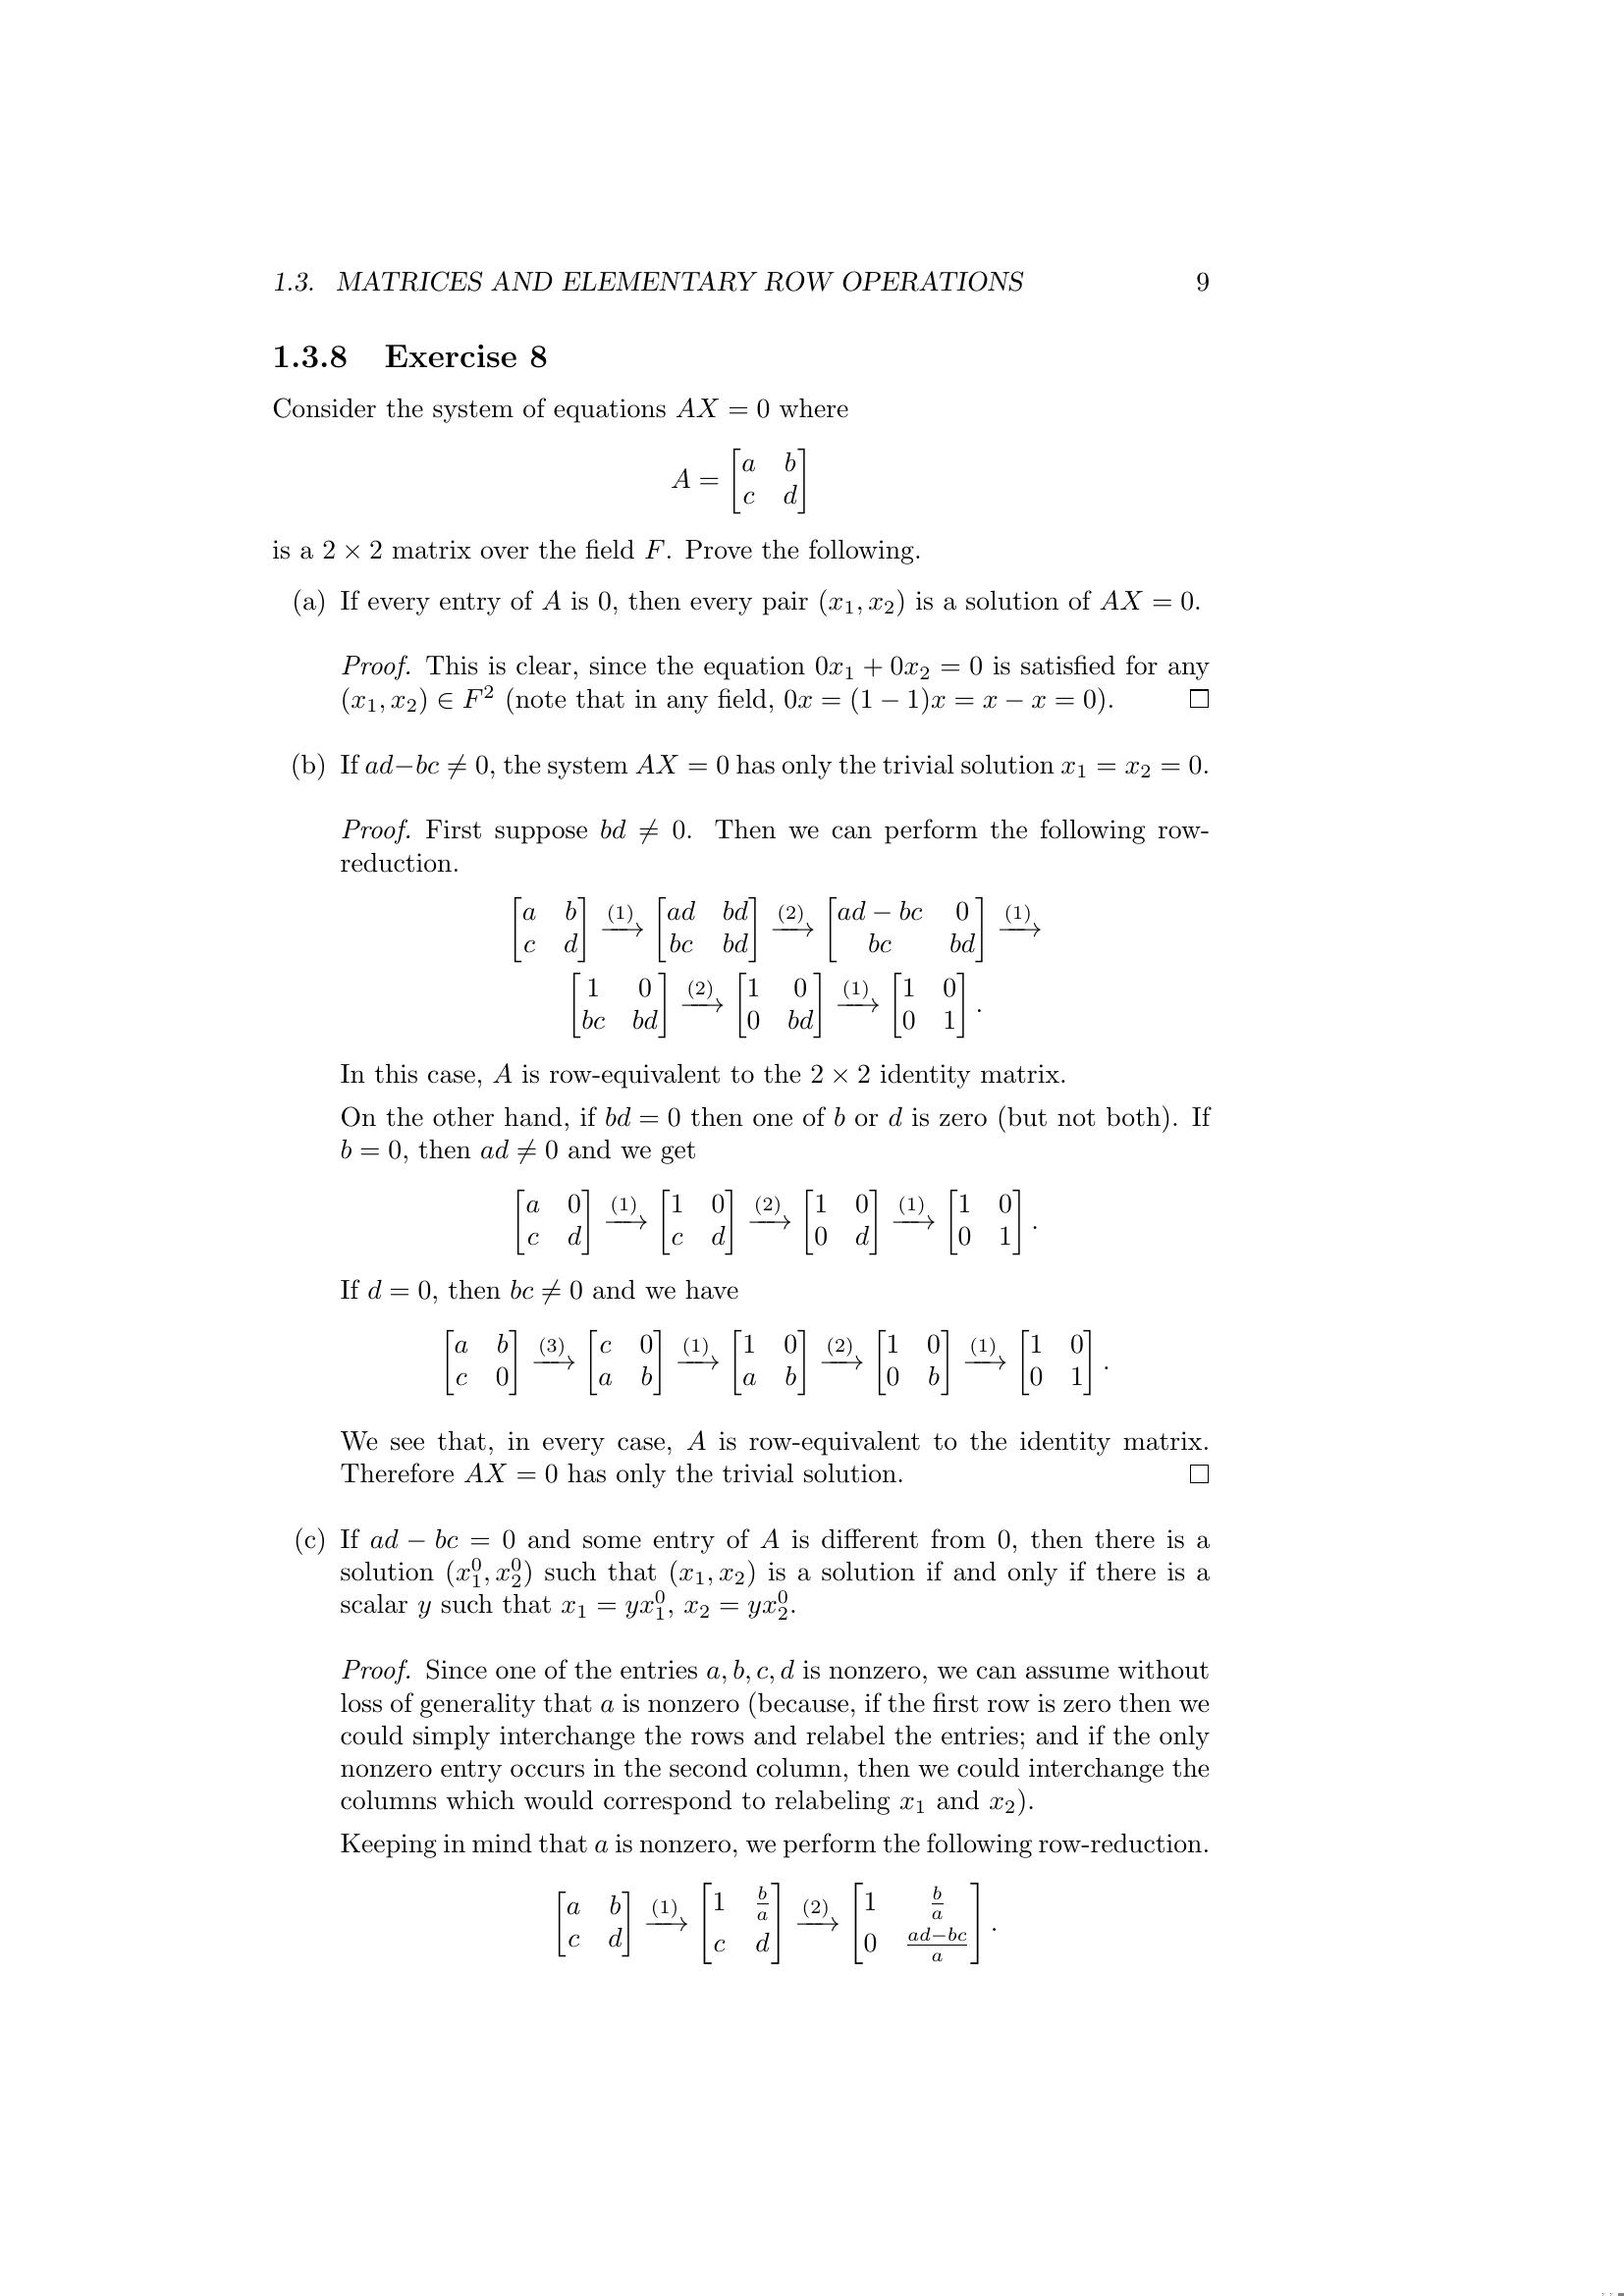 1.3. MATRICES AND ELEMENTARY ROW OPERATIONS 9
1.3.8 Exercise 8
Consider the system of equations $AX = 0$ where
$$A = \begin{bmatrix} a & b \\ c & d \end{bmatrix}$$
is a $2 \times 2$ matrix over the field $F$. Prove the following.
(a) If every entry of $A$ is 0, then every pair $(x_1, x_2)$ is a solution of $AX = 0$.
Proof. This is clear, since the equation $0x_1 + 0x_2 = 0$ is satisfied for any
$(x_1, x_2) \in F^2$ (note that in any field, $0x = (1 - 1)x = x - x = 0$). □
(b) If $ad - bc \neq 0$, the system $AX = 0$ has only the trivial solution $x_1 = x_2 = 0$.
Proof. First suppose $bd \neq 0$. Then we can perform the following row-
reduction.
$$\begin{bmatrix} a & b \\ c & d \end{bmatrix} \xrightarrow{(1)} \begin{bmatrix} ad & bd \\ bc & bd \end{bmatrix} \xrightarrow{(2)} \begin{bmatrix} ad - bc & 0 \\ bc & bd \end{bmatrix} \xrightarrow{(1)}$$
$$\begin{bmatrix} 1 & 0 \\ bc & bd \end{bmatrix} \xrightarrow{(2)} \begin{bmatrix} 1 & 0 \\ 0 & bd \end{bmatrix} \xrightarrow{(1)} \begin{bmatrix} 1 & 0 \\ 0 & 1 \end{bmatrix}.$$
In this case, $A$ is row-equivalent to the $2 \times 2$ identity matrix.
On the other hand, if $bd = 0$ then one of $b$ or $d$ is zero (but not both). If
$b = 0$, then $ad \neq 0$ and we get
$$\begin{bmatrix} a & 0 \\ c & d \end{bmatrix} \xrightarrow{(1)} \begin{bmatrix} 1 & 0 \\ c & d \end{bmatrix} \xrightarrow{(2)} \begin{bmatrix} 1 & 0 \\ 0 & d \end{bmatrix} \xrightarrow{(1)} \begin{bmatrix} 1 & 0 \\ 0 & 1 \end{bmatrix}.$$
If $d = 0$, then $bc \neq 0$ and we have
$$\begin{bmatrix} a & b \\ c & 0 \end{bmatrix} \xrightarrow{(3)} \begin{bmatrix} c & 0 \\ a & b \end{bmatrix} \xrightarrow{(1)} \begin{bmatrix} 1 & 0 \\ a & b \end{bmatrix} \xrightarrow{(2)} \begin{bmatrix} 1 & 0 \\ 0 & b \end{bmatrix} \xrightarrow{(1)} \begin{bmatrix} 1 & 0 \\ 0 & 1 \end{bmatrix}.$$
We see that, in every case, $A$ is row-equivalent to the identity matrix.
Therefore $AX = 0$ has only the trivial solution. □
(c) If $ad - bc = 0$ and some entry of $A$ is different from 0, then there is a
solution $(x_1^0, x_2^0)$ such that $(x_1, x_2)$ is a solution if and only if there is a
scalar $y$ such that $x_1 = yx_1^0$, $x_2 = yx_2^0$.
Proof. Since one of the entries $a, b, c, d$ is nonzero, we can assume without
loss of generality that $a$ is nonzero (because, if the first row is zero then we
could simply interchange the rows and relabel the entries; and if the only
nonzero entry occurs in the second column, then we could interchange the
columns which would correspond to relabeling $x_1$ and $x_2$).
Keeping in mind that $a$ is nonzero, we perform the following row-reduction.
$$\begin{bmatrix} a & b \\ c & d \end{bmatrix} \xrightarrow{(1)} \begin{bmatrix} 1 & \frac{b}{a} \\ c & d \end{bmatrix} \xrightarrow{(2)} \begin{bmatrix} 1 & \frac{b}{a} \\ 0 & \frac{ad-bc}{a} \end{bmatrix}.$$